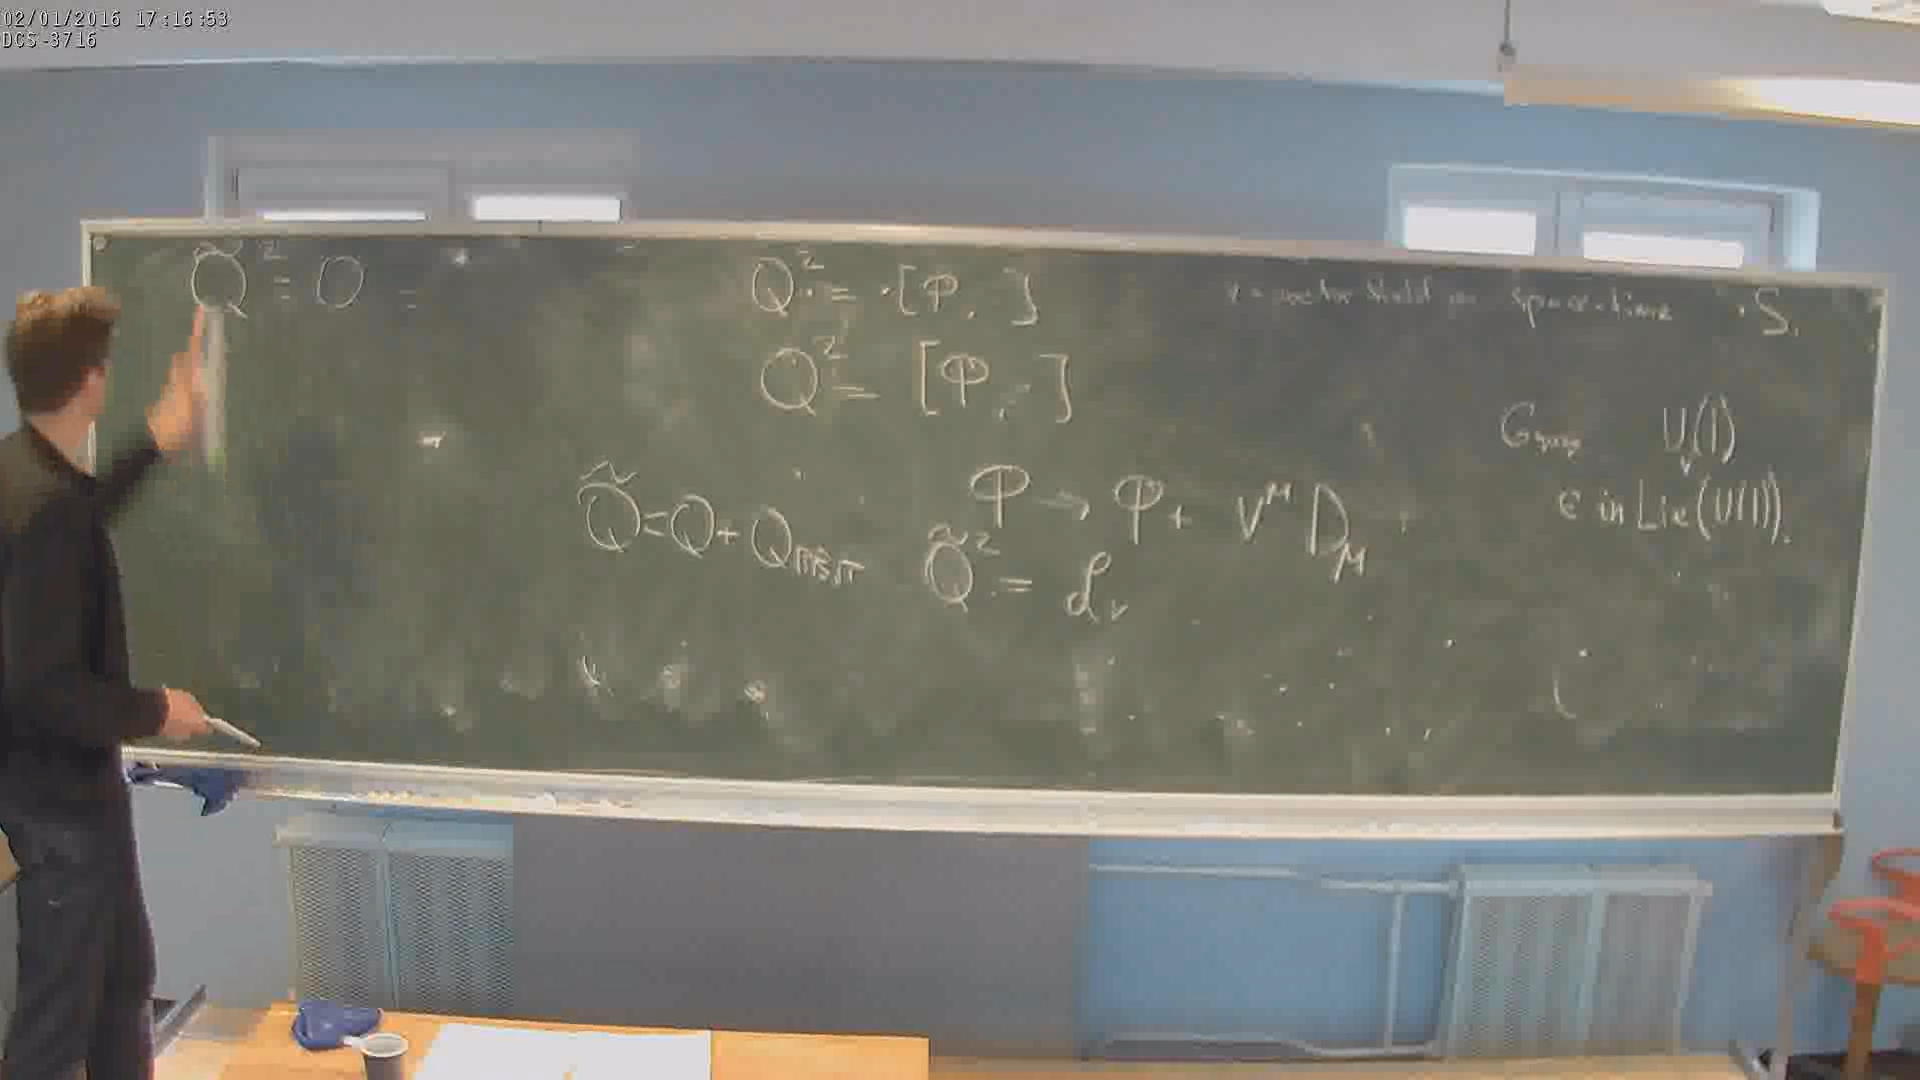 02/01/2016 17:16:53
DCS-3716
Q̃² = 0 =
Q² = · [φ, ]
Q² = [φ, · ]
v = vector field on space-time · S.
U(1)
ε in Lie(U(1)).
Q̃ = Q + Q
φ → φ + V^μ D_μ
Q̃² = ℒ_v